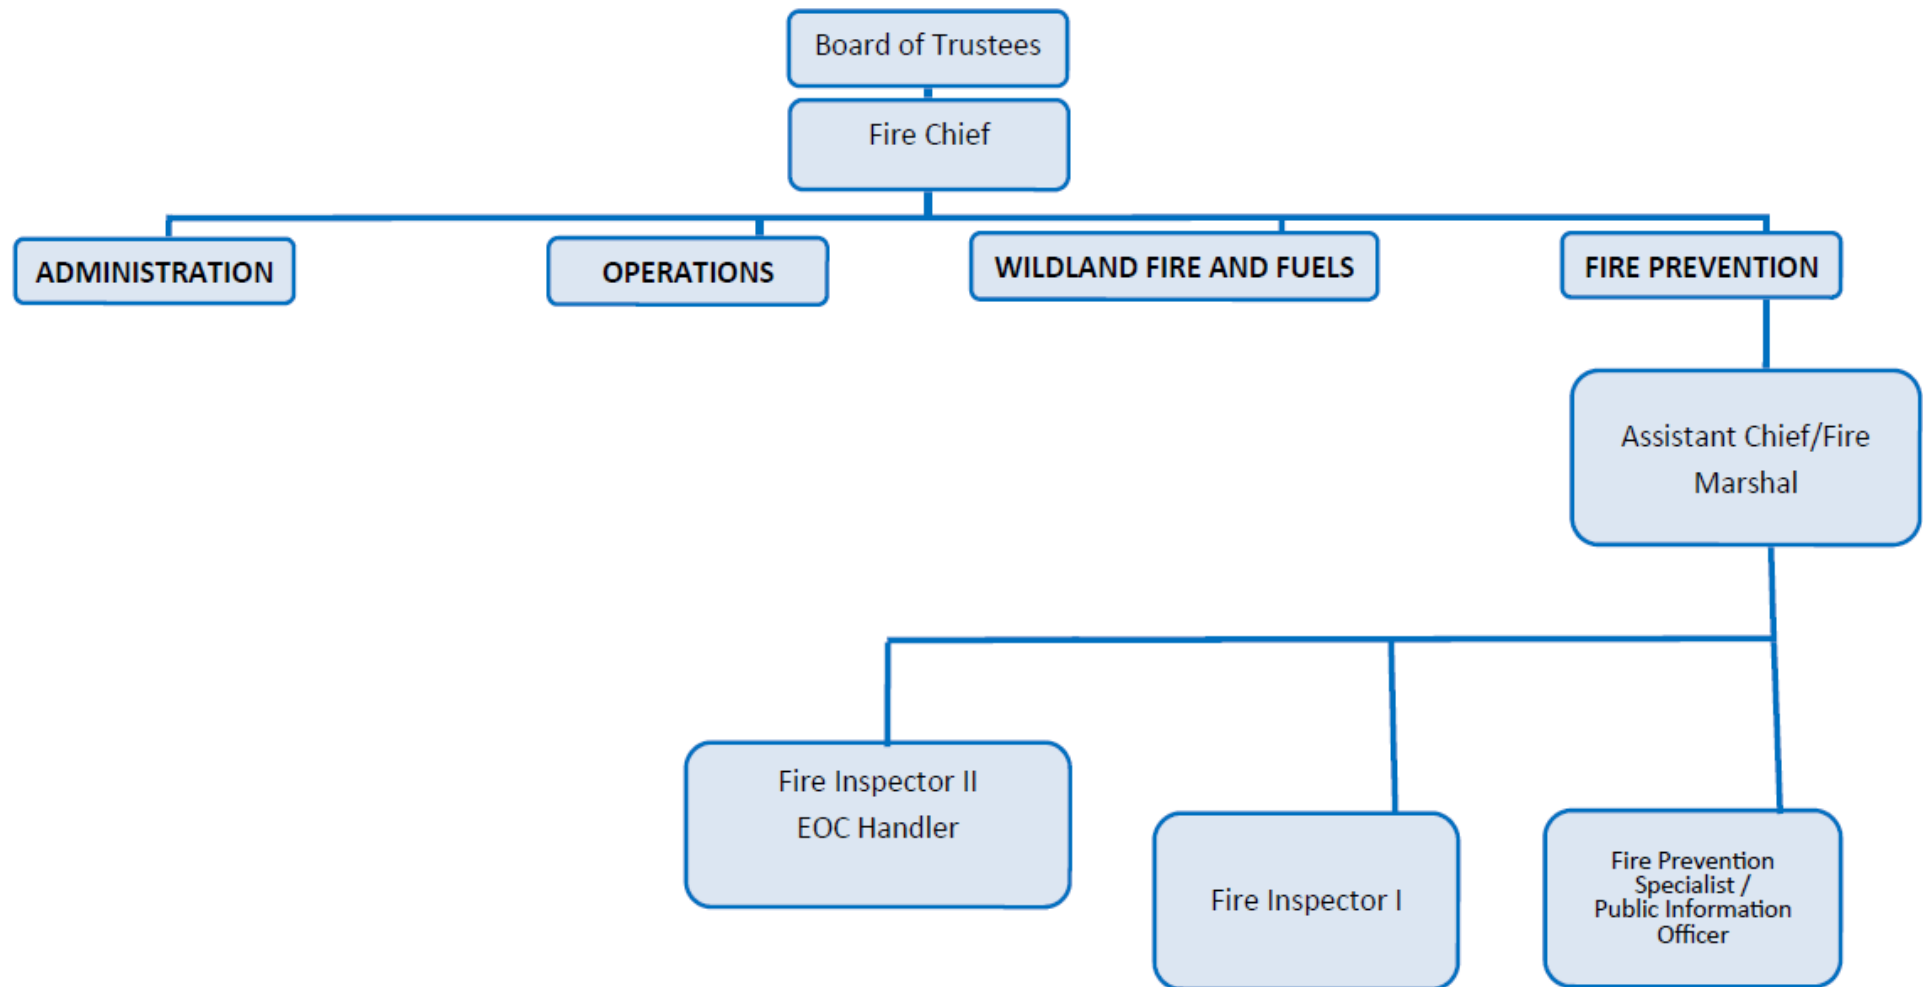 Board of Trustees
Fire Chief
ADMINISTRATION
OPERATIONS
WILDLAND FIRE AND FUELS
FIRE PREVENTION
Assistant Chief/Fire
Marshal
Fire Inspector II
EOC Handler
Fire Inspector I
Fire Prevention
Specialist /
Public Information
Officer